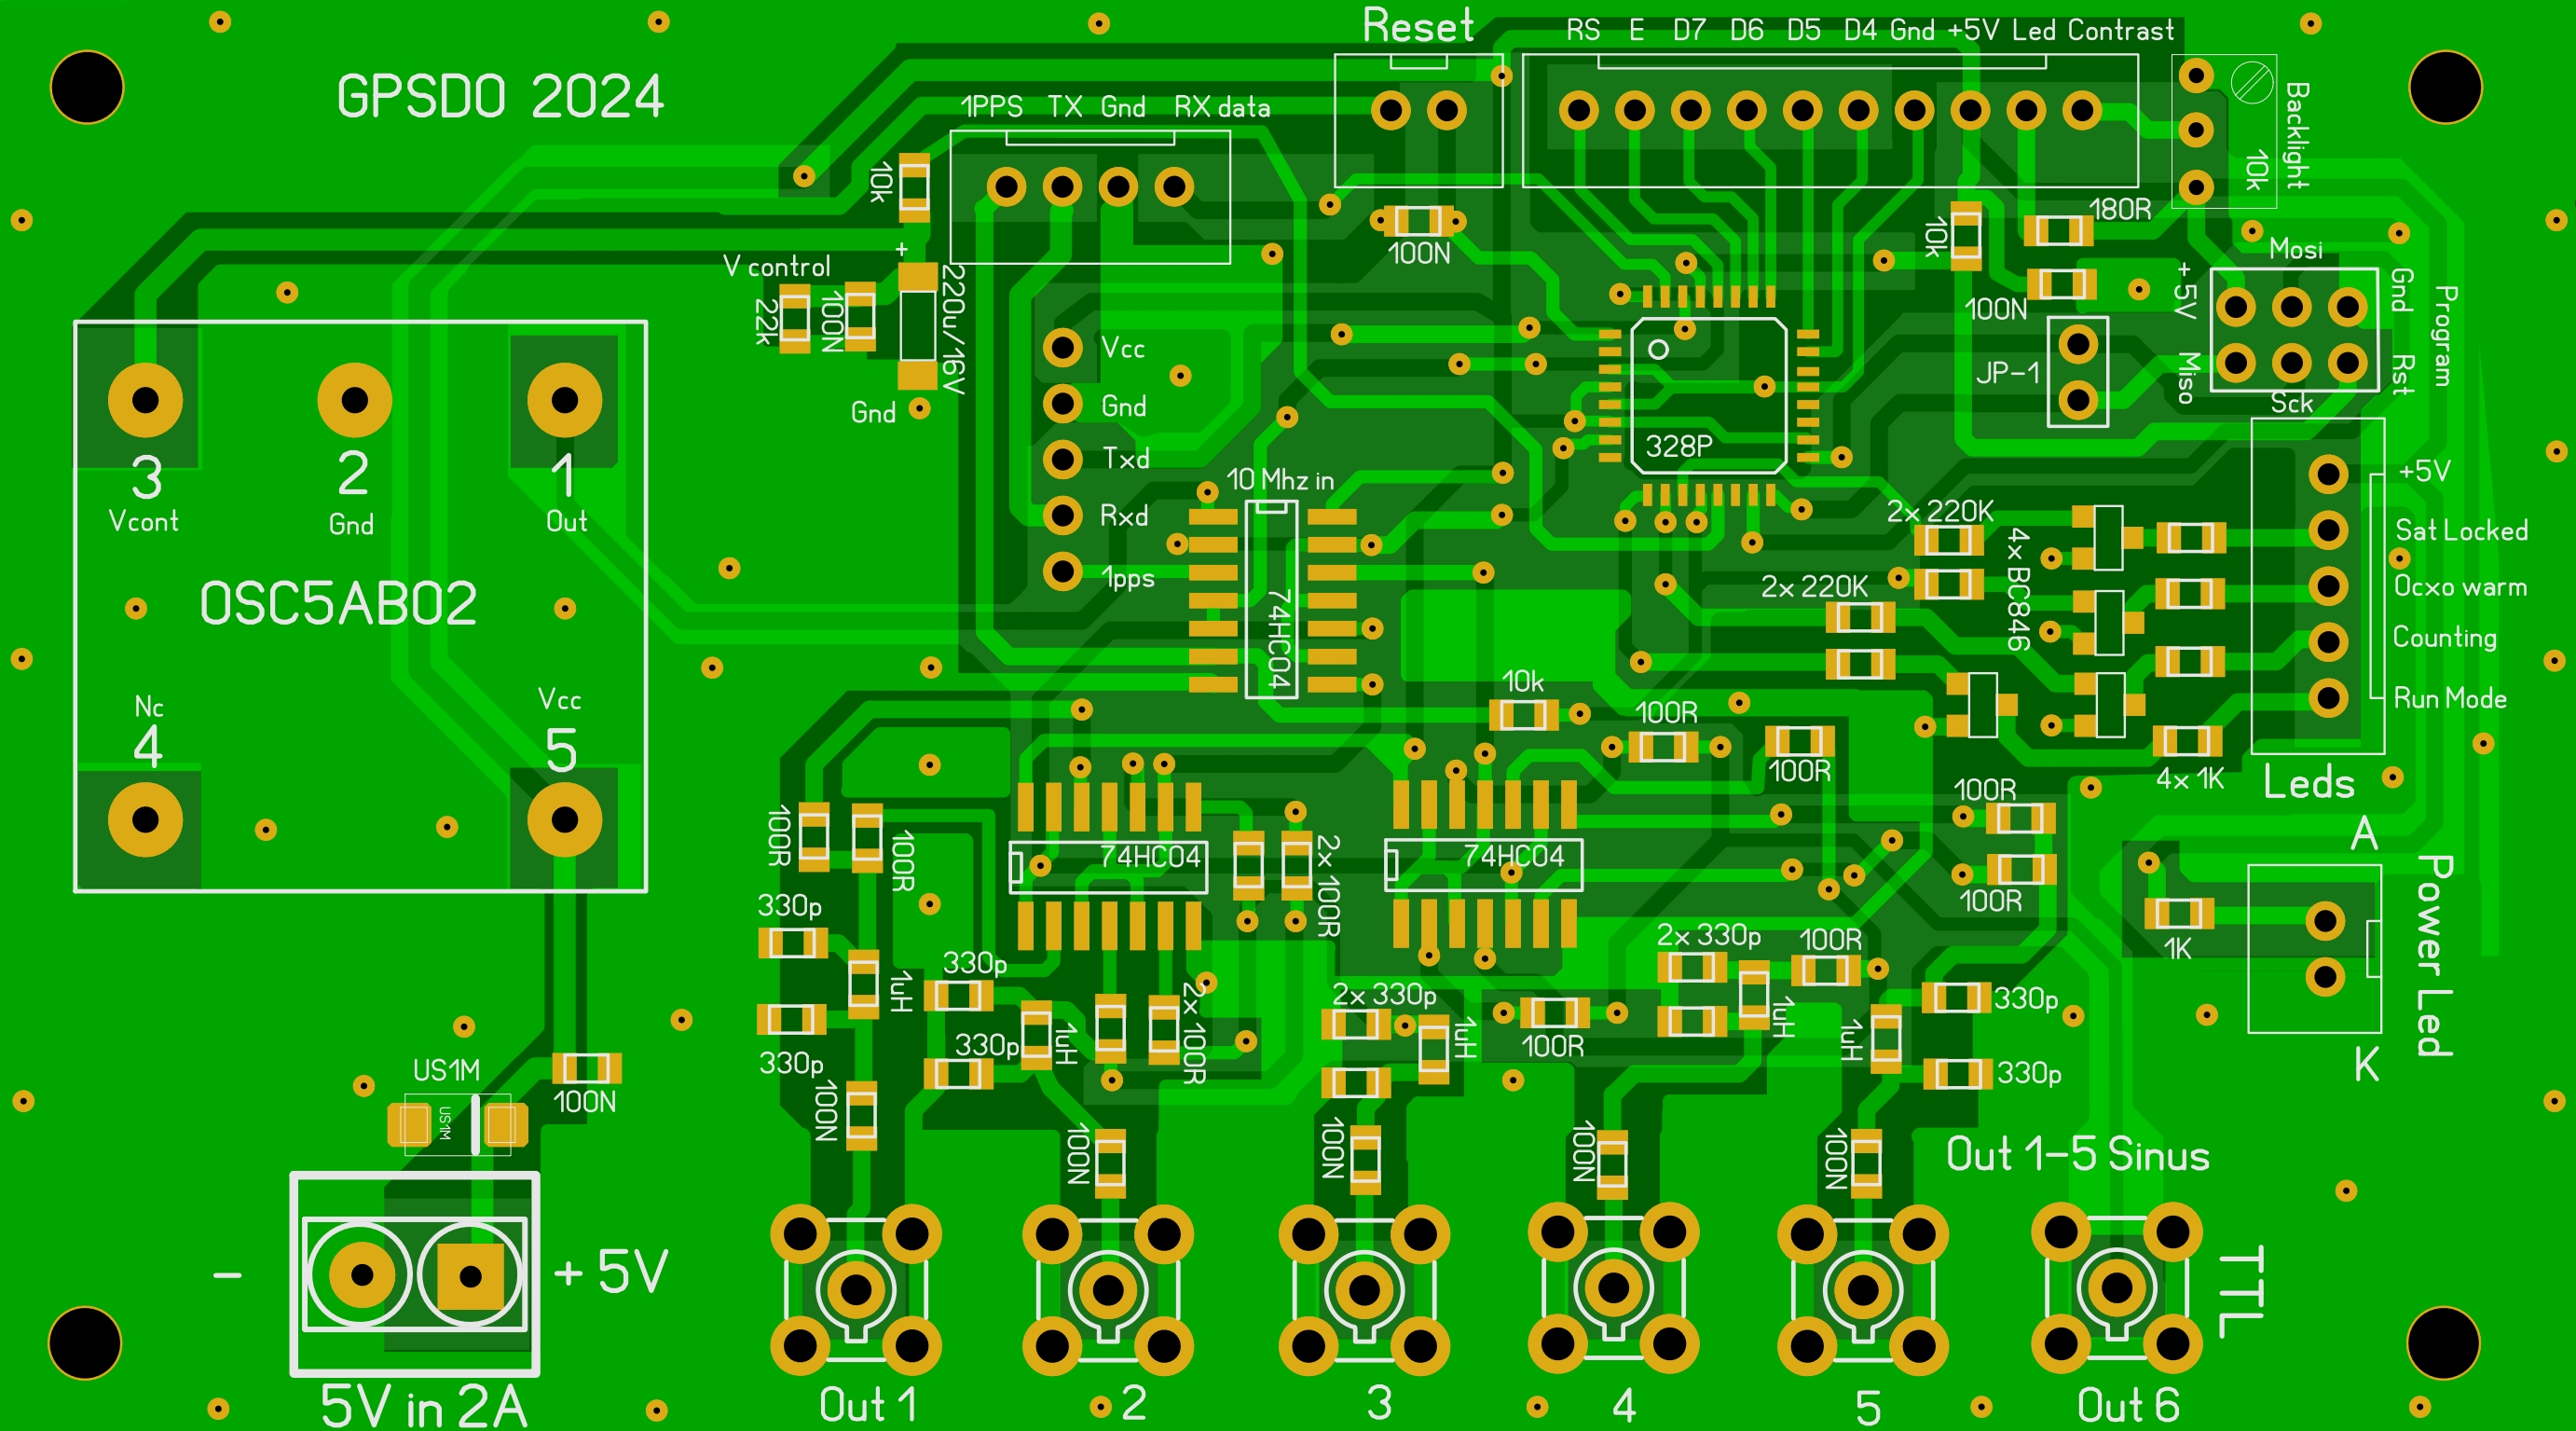 Reset
RS E D7 D6 D5 D4 Gnd +5V Led Contrast
GPSDO 2024
1PPS TX Gnd RX data
Backlight
10k
10k
180R
100N
10k
+
V control
22k
100N
220u/16V
Gnd
Mosi
+5V
Gnd
Program
100N
JP-1
Miso
Rst
Sck
Vcc
Gnd
Txd
Rxd
1pps
328P
3
2
1
Vcont
Gnd
Out
OSC5AB02
Nc
4
Vcc
5
10 Mhz in
74HC04
2x 220K
2x 220K
4x BC846
+5V
Sat Locked
Ocxo warm
Counting
Run Mode
Leds
4x 1K
10k
100R
100R
100R
100R
100R
100R
74HC04
2x 100R
74HC04
A
Power Led
K
1K
330p
330p
1uH
330p
330p
1uH
2x 100R
2x 330p
1uH
100R
2x 330p
100R
1uH
1uH
330p
330p
US1M
US1M
100N
100N
100N
100N
100N
100N
Out 1-5 Sinus
TTL
-
+ 5V
5V in 2A
Out 1
2
3
4
5
Out 6